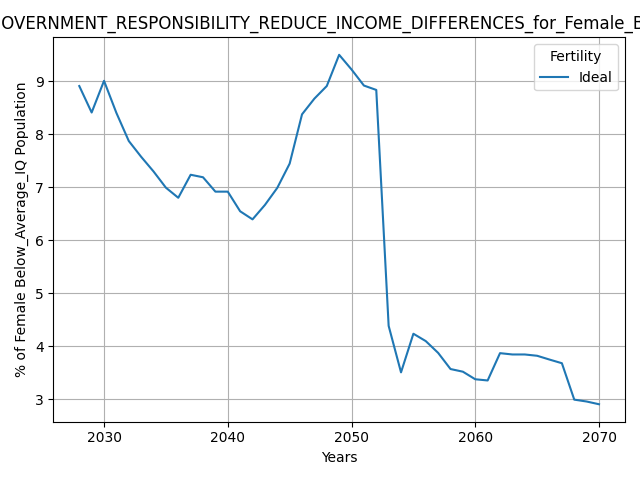 OVERNMENT_RESPONSIBILITY_REDUCE_INCOME_DIFFERENCES_for_Female_
Fertility
Ideal
% of Female Below_Average_IQ Population
9
8
7
6
5
4
3
2030
2040
2050
2060
2070
Years